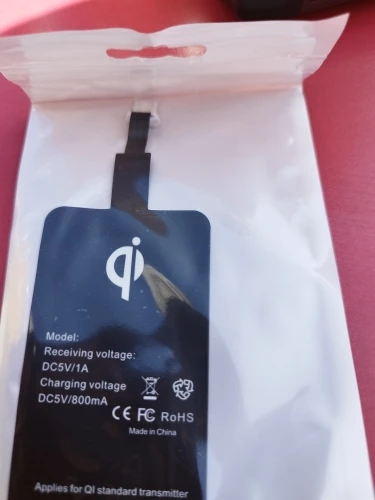 qi
Model:
Receiving voltage:
DC5V/1A
Charging voltage
DC5V/800mA
CE FC RoHS
Made in China
Applies for QI standard transmitter